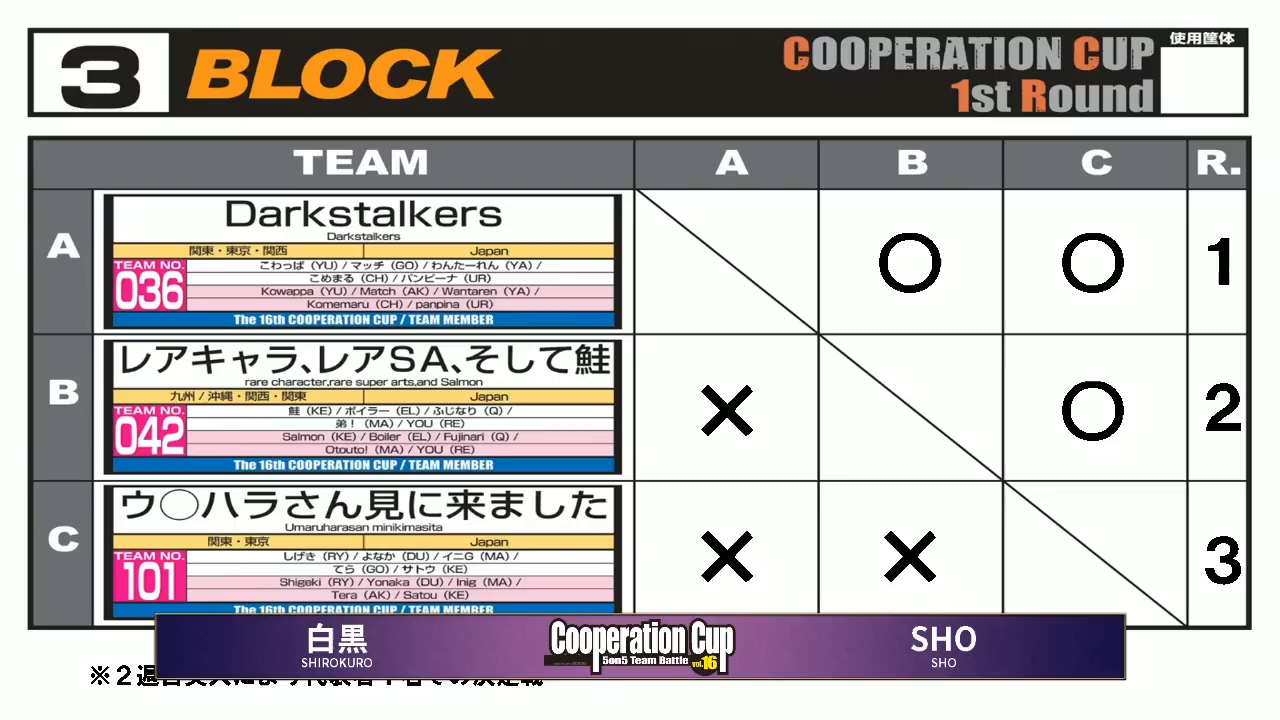 3 BLOCK
COOPERATION CUP
1st Round
使用筐体
TEAM A B C R.
A
Darkstalkers
Darkstalkers
関東・東京・関西 Japan
TEAM NO.
036
こわっぱ (YU) / マッチ (GO) / わんたーれん (YA) /
こめまる (CH) / パンピーナ (UR)
Kowappa (YU) / Match (AK) / Wantaren (YA) /
Komemaru (CH) / panpina (UR)
The 16th COOPERATION CUP / TEAM MEMBER
○ ○ 1
B
レアキャラ、レアSA、そして鮭
rare character,rare super arts,and Salmon
九州 / 沖縄・関西・関東 Japan
TEAM NO.
042
鮭 (KE) / ボイラー (EL) / ふじなり (Q) /
弟! (MA) / YOU (RE)
Salmon (KE) / Boiler (EL) / Fujinari (Q) /
Otouto! (MA) / YOU (RE)
The 16th COOPERATION CUP / TEAM MEMBER
× ○ 2
C
ウ○ハラさん見に来ました
Umaruharasan minikimasita
関東・東京 Japan
TEAM NO.
101
しげき (RY) / よなか (DU) / イニG (MA) /
てら (GO) / サトウ (KE)
Shigeki (RY) / Yonaka (DU) / Inig (MA) /
Tera (AK) / Satou (KE)
The 16th COOPERATION CUP / TEAM MEMBER
× × 3
白黒
SHIROKURO
Cooperation Cup
5on5 Team Battle vol.16
SHO
SHO
※2